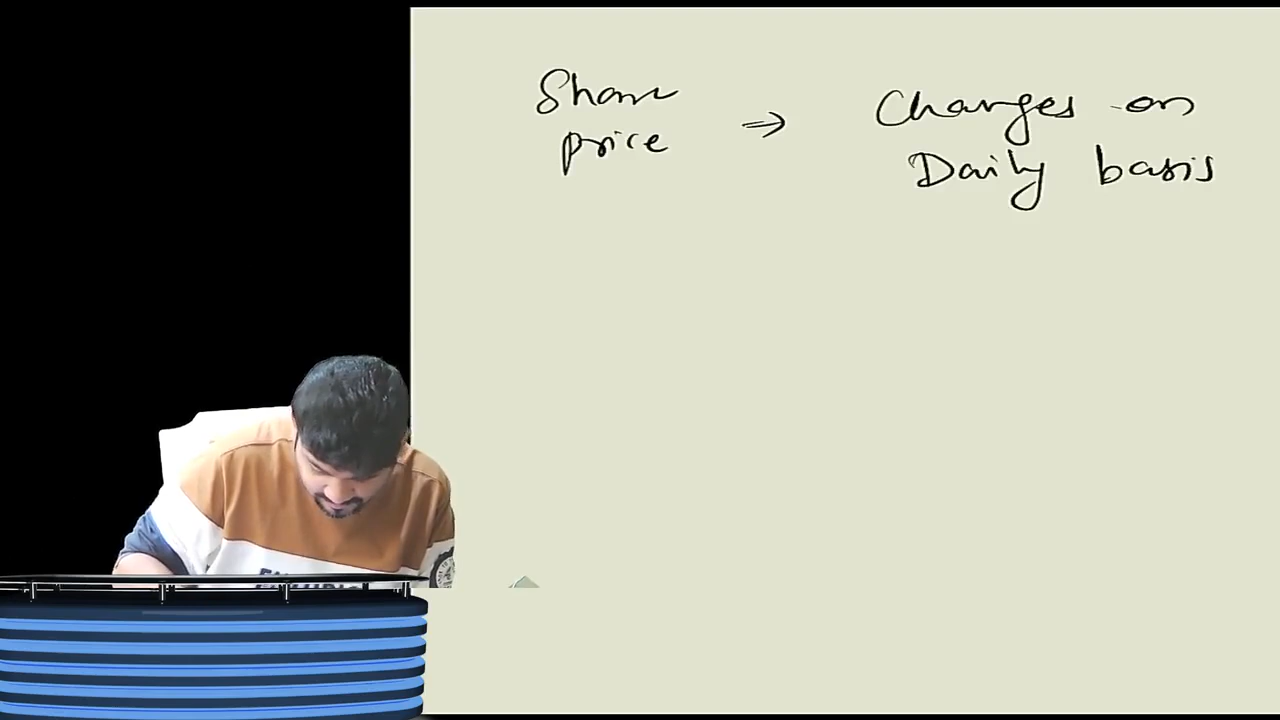 Share
price ⇒ Changes on
Daily basis